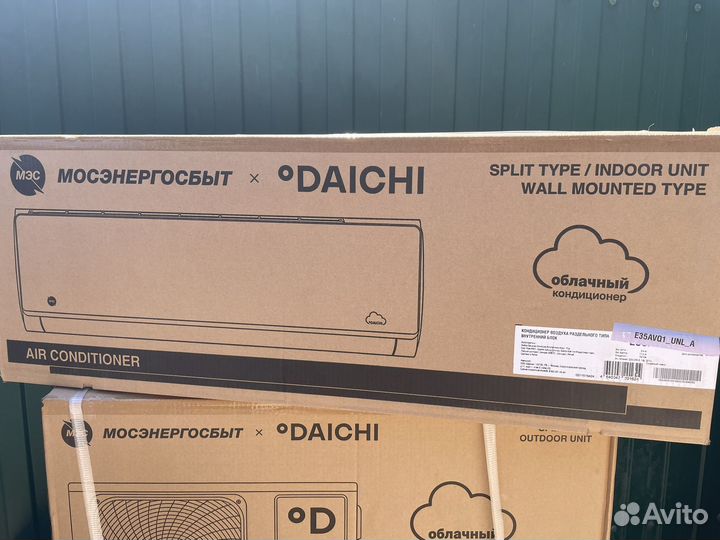 МЭС МОСЭНЕРГОСБЫТ × °DAICHI
SPLIT TYPE / INDOOR UNIT
WALL MOUNTED TYPE
облачный
кондиционер
DAICHI
КОНДИЦИОНЕР ВОЗДУХА РАЗДЕЛЬНОГО ТИПА
ВНУТРЕННИЙ БЛОК
E35AVQ1_UNL_A
AIR CONDITIONER
МЭС МОСЭНЕРГОСБЫТ × °DAICHI
OUTDOOR UNIT
°D
облачный
Avito